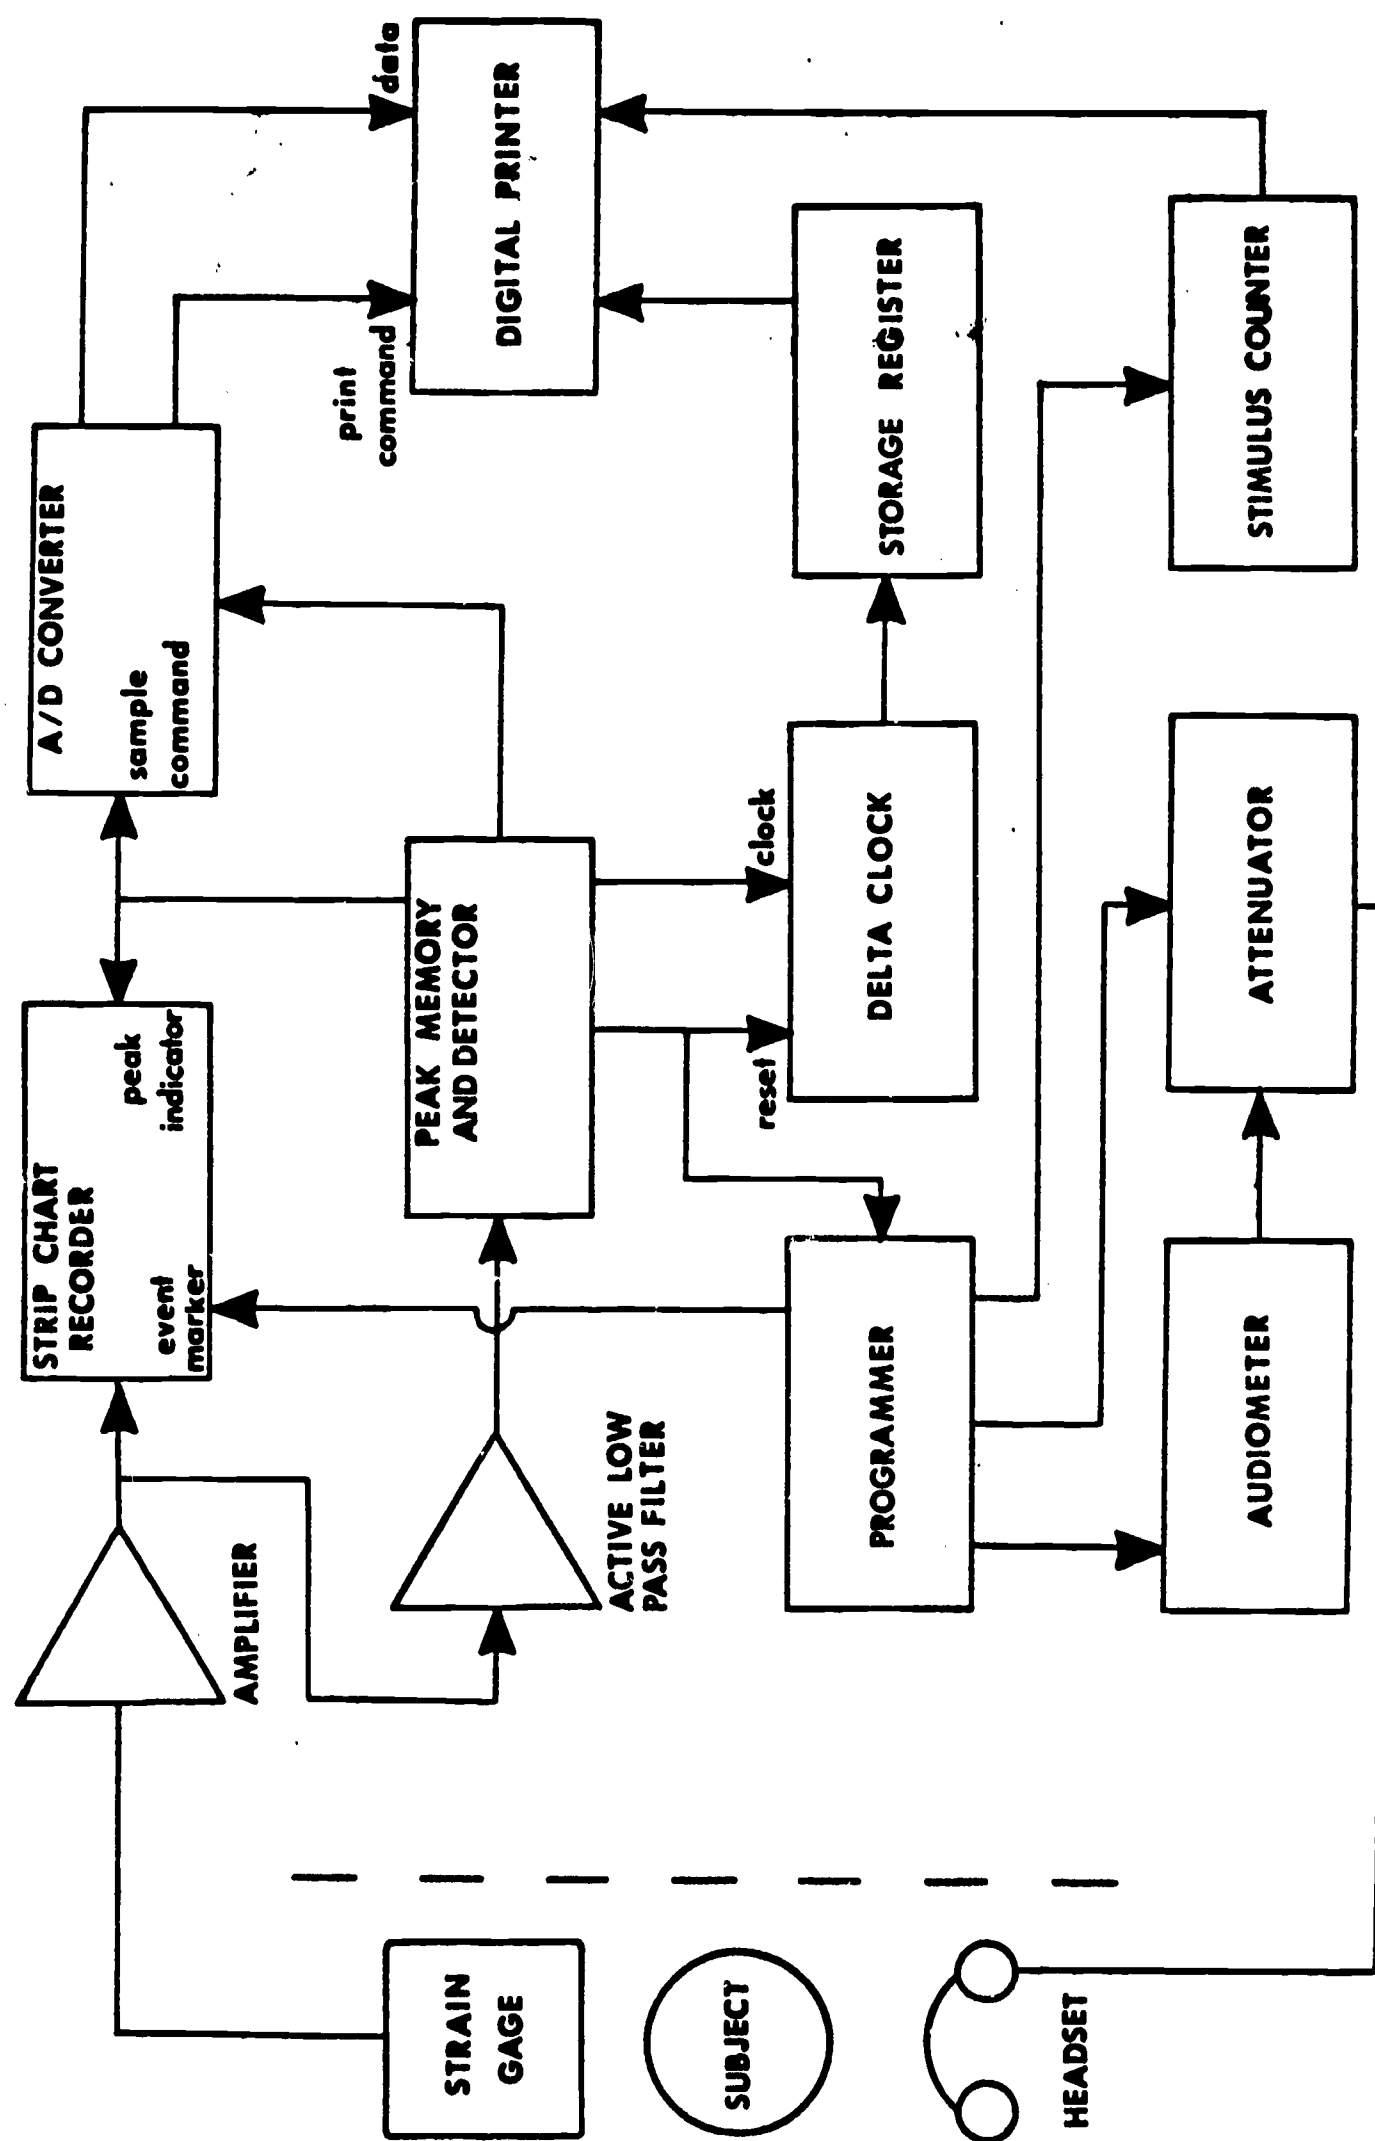 STRAIN
GAGE
SUBJECT
HEADSET
AMPLIFIER
ACTIVE LOW
PASS FILTER
STRIP CHART
RECORDER
event
marker
peak
indicator
PEAK MEMORY
AND DETECTOR
PROGRAMMER
AUDIOMETER
A/D CONVERTER
sample
command
reset
clock
DELTA CLOCK
ATTENUATOR
print
command
data
DIGITAL PRINTER
STORAGE REGISTER
STIMULUS COUNTER